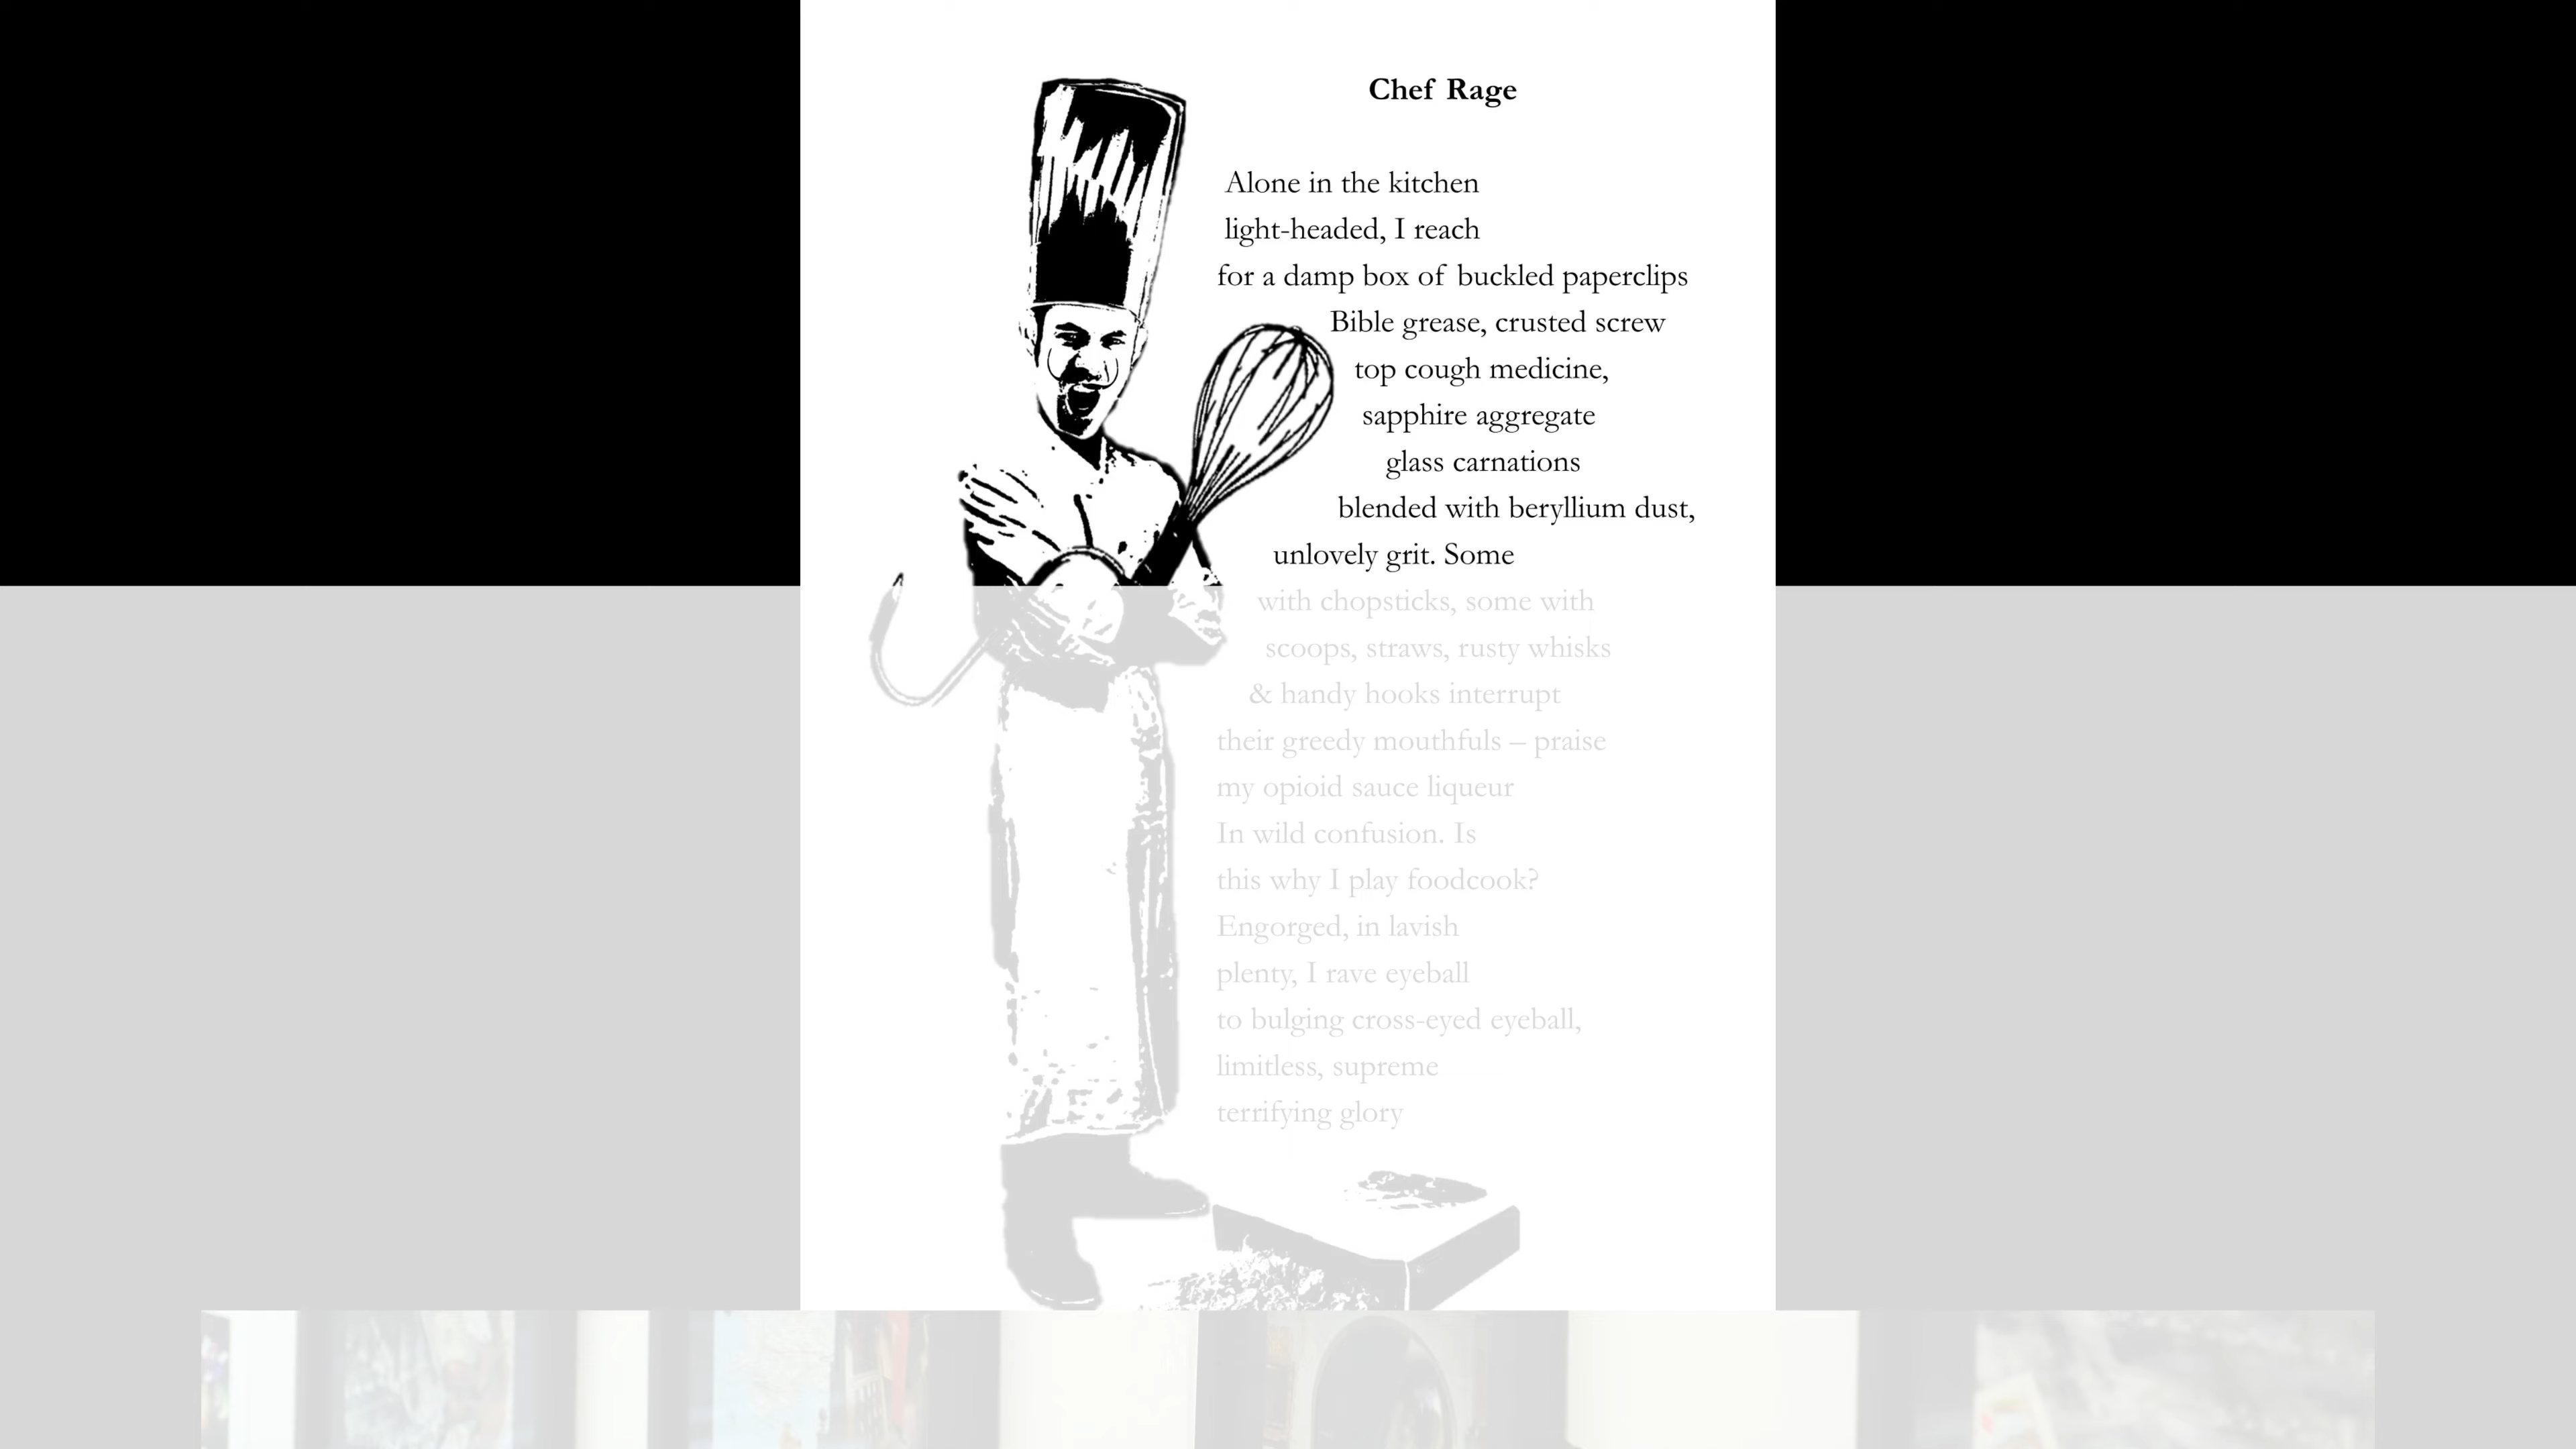 Chef Rage
Alone in the kitchen
light-headed, I reach
for a damp box of buckled paperclips
Bible grease, crusted screw
top cough medicine,
sapphire aggregate
glass carnations
blended with beryllium dust,
unlovely grit. Some
with chopsticks, some with
scoops, straws, rusty whisks
& handy hooks interrupt
their greedy mouthfuls – praise
my opioid sauce liqueur
In wild confusion. Is
this why I play foodcook?
Engorged, in lavish
plenty, I rave eyeball
to bulging cross-eyed eyeball,
limitless, supreme
terrifying glory